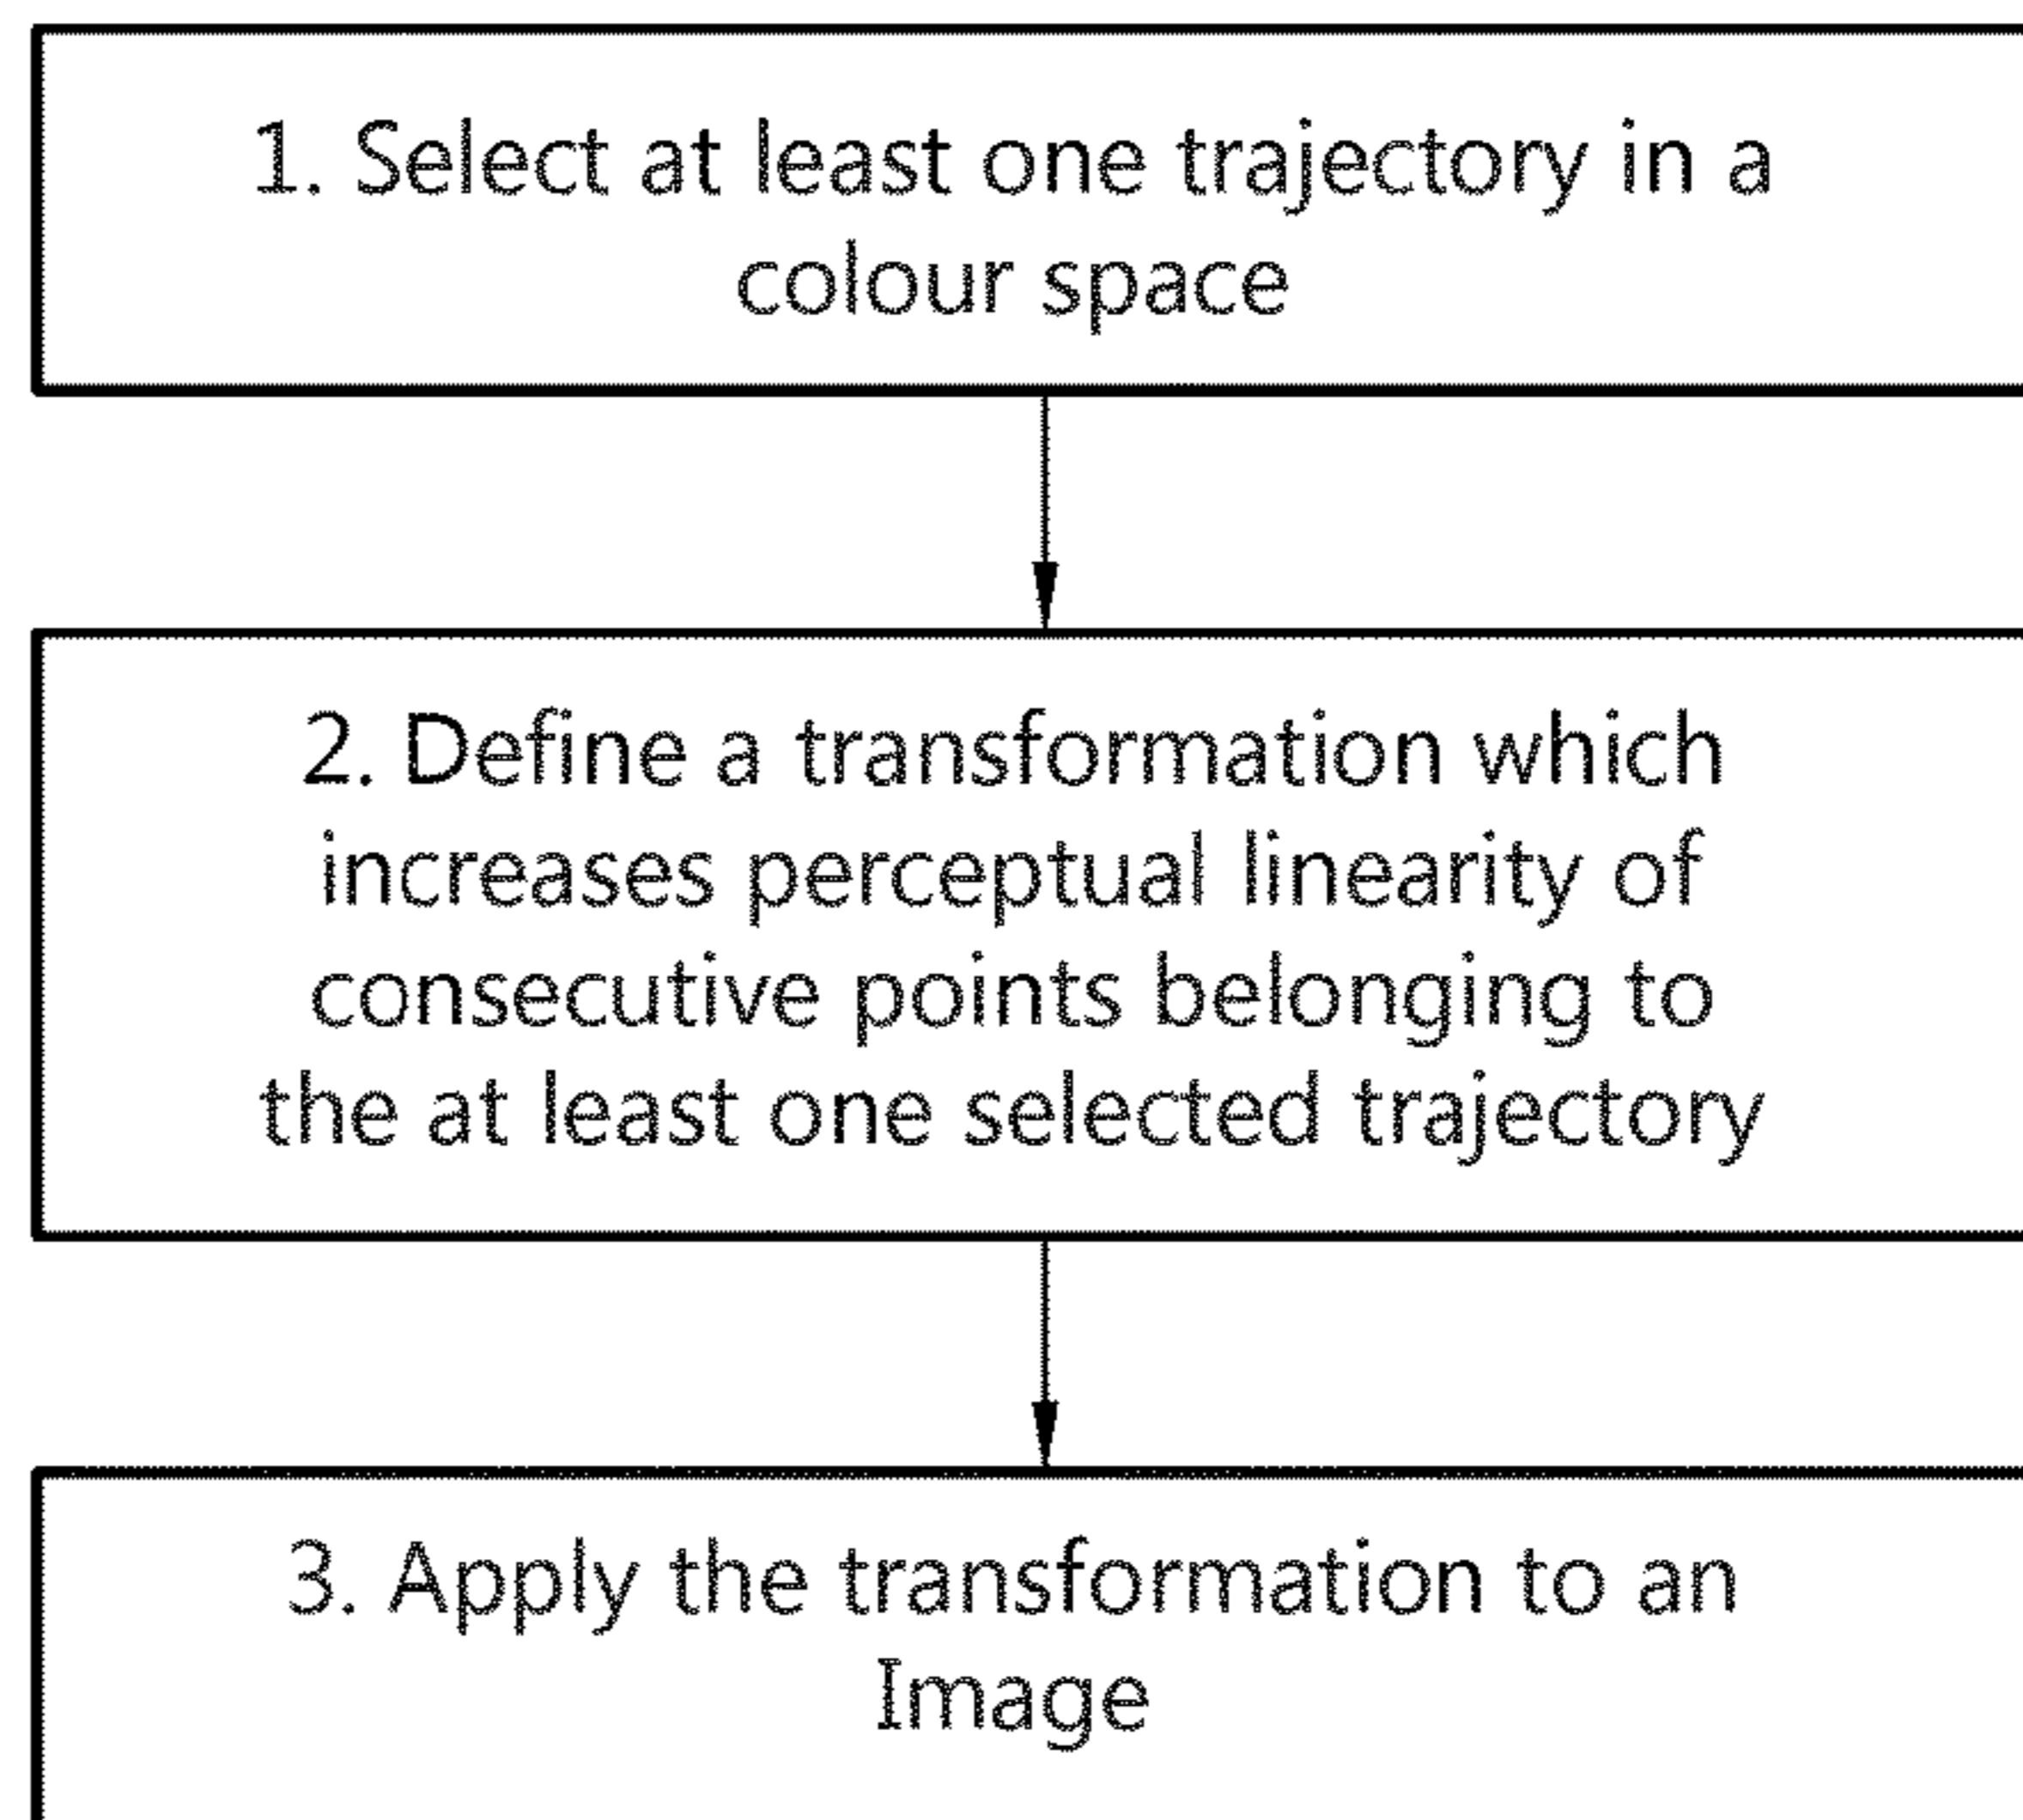 1. Select at least one trajectory in a
colour space
2. Define a transformation which
increases perceptual linearity of
consecutive points belonging to
the at least one selected trajectory
3. Apply the transformation to an
Image